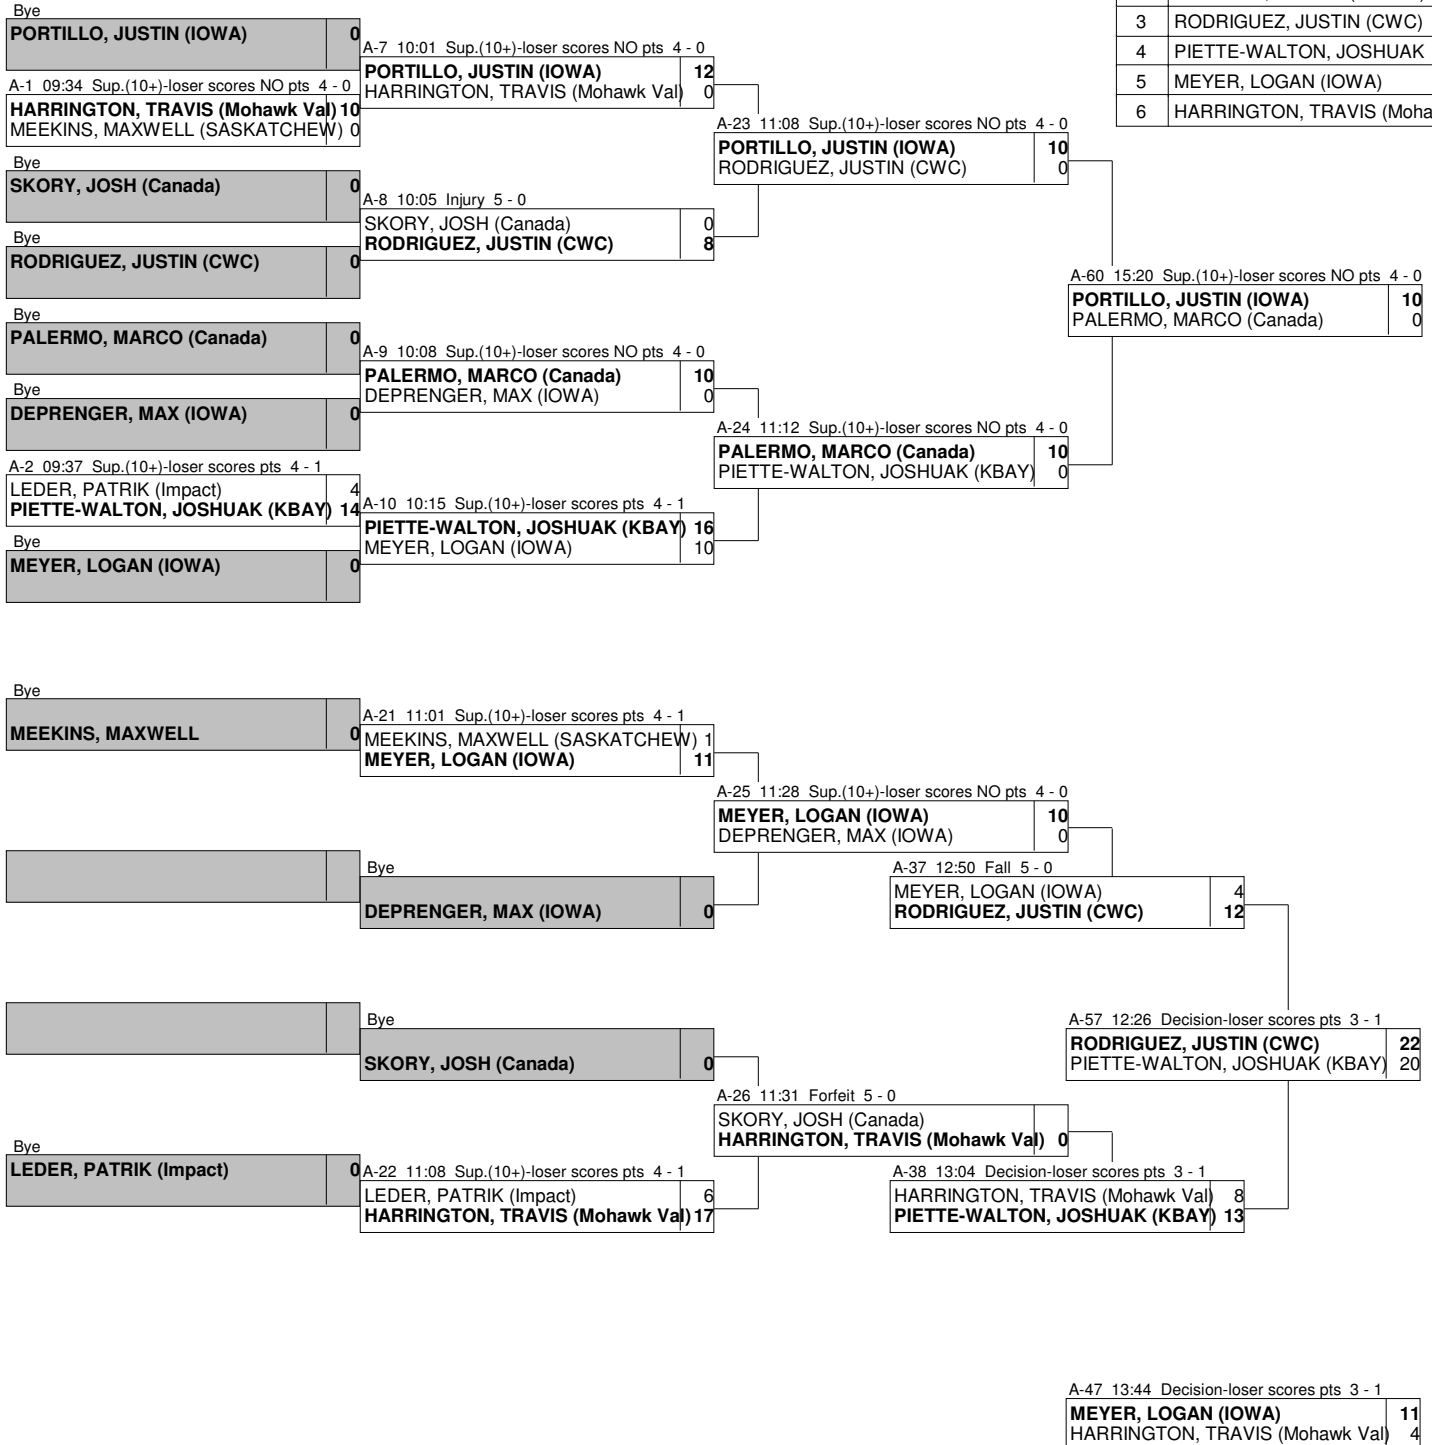 3 RODRIGUEZ, JUSTIN (CWC)
4 PIETTE-WALTON, JOSHUAK
5 MEYER, LOGAN (IOWA)
6 HARRINGTON, TRAVIS (Moha
Bye
PORTILLO, JUSTIN (IOWA) 0
A-1 09:34 Sup.(10+)-loser scores NO pts 4 - 0
HARRINGTON, TRAVIS (Mohawk Val) 10
MEEKINS, MAXWELL (SASKATCHEW) 0
Bye
SKORY, JOSH (Canada) 0
Bye
RODRIGUEZ, JUSTIN (CWC) 0
Bye
PALERMO, MARCO (Canada) 0
Bye
DEPRENGER, MAX (IOWA) 0
A-2 09:37 Sup.(10+)-loser scores pts 4 - 1
LEDER, PATRIK (Impact) 4
PIETTE-WALTON, JOSHUAK (KBAY) 14
Bye
MEYER, LOGAN (IOWA) 0
A-7 10:01 Sup.(10+)-loser scores NO pts 4 - 0
PORTILLO, JUSTIN (IOWA) 12
HARRINGTON, TRAVIS (Mohawk Val) 0
A-8 10:05 Injury 5 - 0
SKORY, JOSH (Canada) 0
RODRIGUEZ, JUSTIN (CWC) 8
A-9 10:08 Sup.(10+)-loser scores NO pts 4 - 0
PALERMO, MARCO (Canada) 10
DEPRENGER, MAX (IOWA) 0
A-10 10:15 Sup.(10+)-loser scores pts 4 - 1
PIETTE-WALTON, JOSHUAK (KBAY) 16
MEYER, LOGAN (IOWA) 10
A-23 11:08 Sup.(10+)-loser scores NO pts 4 - 0
PORTILLO, JUSTIN (IOWA) 10
RODRIGUEZ, JUSTIN (CWC) 0
A-24 11:12 Sup.(10+)-loser scores NO pts 4 - 0
PALERMO, MARCO (Canada) 10
PIETTE-WALTON, JOSHUAK (KBAY) 0
A-60 15:20 Sup.(10+)-loser scores NO pts 4 - 0
PORTILLO, JUSTIN (IOWA) 10
PALERMO, MARCO (Canada) 0
Bye
MEEKINS, MAXWELL 0
Bye
LEDER, PATRIK (Impact) 0
A-21 11:01 Sup.(10+)-loser scores pts 4 - 1
MEEKINS, MAXWELL (SASKATCHEW) 1
MEYER, LOGAN (IOWA) 11
Bye
DEPRENGER, MAX (IOWA) 0
Bye
SKORY, JOSH (Canada) 0
A-22 11:08 Sup.(10+)-loser scores pts 4 - 1
LEDER, PATRIK (Impact) 6
HARRINGTON, TRAVIS (Mohawk Val) 17
A-25 11:28 Sup.(10+)-loser scores NO pts 4 - 0
MEYER, LOGAN (IOWA) 10
DEPRENGER, MAX (IOWA) 0
A-26 11:31 Forfeit 5 - 0
SKORY, JOSH (Canada)
HARRINGTON, TRAVIS (Mohawk Val) 0
A-37 12:50 Fall 5 - 0
MEYER, LOGAN (IOWA) 4
RODRIGUEZ, JUSTIN (CWC) 12
A-38 13:04 Decision-loser scores pts 3 - 1
HARRINGTON, TRAVIS (Mohawk Val) 8
PIETTE-WALTON, JOSHUAK (KBAY) 13
A-57 12:26 Decision-loser scores pts 3 - 1
RODRIGUEZ, JUSTIN (CWC) 22
PIETTE-WALTON, JOSHUAK (KBAY) 20
A-47 13:44 Decision-loser scores pts 3 - 1
MEYER, LOGAN (IOWA) 11
HARRINGTON, TRAVIS (Mohawk Val) 4